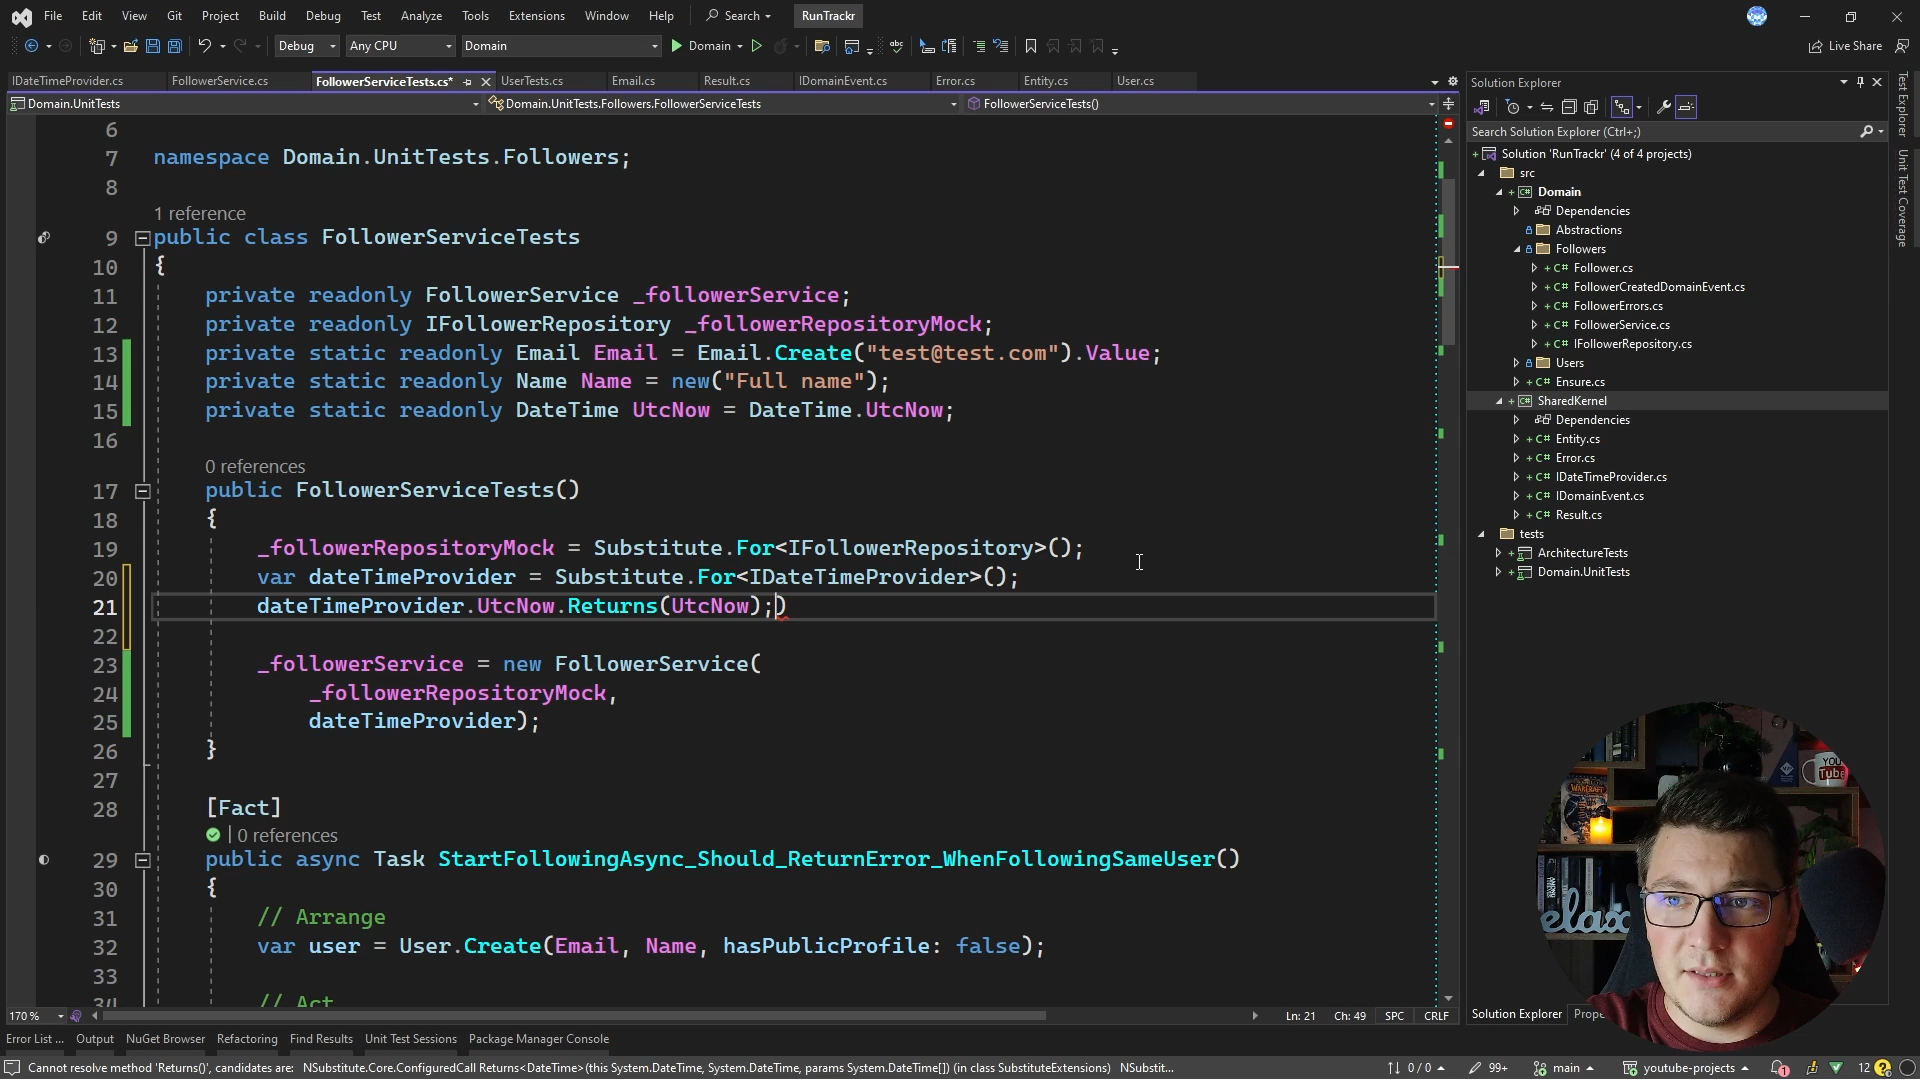 File Edit View Git Project Build Debug Test Analyze Tools Extensions Window Help Search RunTrackr
Debug Any CPU Domain Domain Live Share
IDateTimeProvider.cs FollowerService.cs FollowerServiceTests.cs* UserTests.cs Email.cs Result.cs IDomainEvent.cs Error.cs Entity.cs User.cs
Domain.UnitTests Domain.UnitTests.Followers.FollowerServiceTests FollowerServiceTests()
6
7 namespace Domain.UnitTests.Followers;
8
1 reference
9 public class FollowerServiceTests
10 {
11 private readonly FollowerService _followerService;
12 private readonly IFollowerRepository _followerRepositoryMock;
13 private static readonly Email Email = Email.Create("test@test.com").Value;
14 private static readonly Name Name = new("Full name");
15 private static readonly DateTime UtcNow = DateTime.UtcNow;
16
0 references
17 public FollowerServiceTests()
18 {
19 _followerRepositoryMock = Substitute.For<IFollowerRepository>();
20 var dateTimeProvider = Substitute.For<IDateTimeProvider>();
21 dateTimeProvider.UtcNow.Returns(UtcNow);)
22
23 _followerService = new FollowerService(
24 _followerRepositoryMock,
25 dateTimeProvider);
26 }
27
28 [Fact]
0 references
29 public async Task StartFollowingAsync_Should_ReturnError_WhenFollowingSameUser()
30 {
31 // Arrange
32 var user = User.Create(Email, Name, hasPublicProfile: false);
33
34 // Act
170 % Ln: 21 Ch: 49 SPC CRLF
Error List ... Output NuGet Browser Refactoring Find Results Unit Test Sessions Package Manager Console
Cannot resolve method 'Returns()', candidates are: NSubstitute.Core.ConfiguredCall Returns<DateTime>(this System.DateTime, System.DateTime, params System.DateTime[]) (in class SubstituteExtensions) NSubstit...
0 / 0 99+ main youtube-projects 1 12
Solution Explorer
Search Solution Explorer (Ctrl+;)
Solution 'RunTrackr' (4 of 4 projects)
src
Domain
Dependencies
Abstractions
Followers
Follower.cs
FollowerCreatedDomainEvent.cs
FollowerErrors.cs
FollowerService.cs
IFollowerRepository.cs
Users
Ensure.cs
SharedKernel
Dependencies
Entity.cs
Error.cs
IDateTimeProvider.cs
IDomainEvent.cs
Result.cs
tests
ArchitectureTests
Domain.UnitTests
Solution Explorer Prope
Test Explorer
Unit Test Coverage
YOU
Tube
WARCRAFT
elax